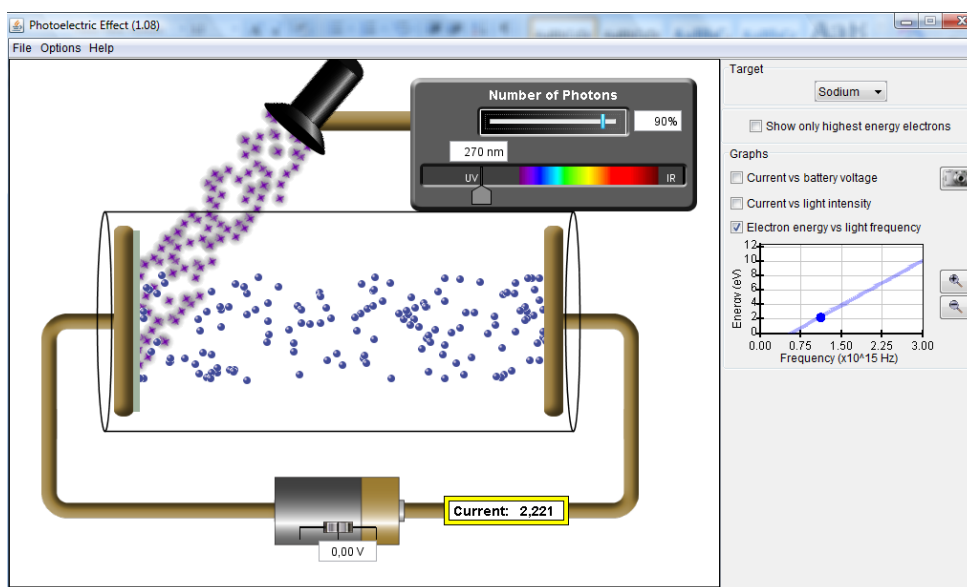 Photoelectric Effect (1.08)
File Options Help
Number of Photons
90%
270 nm
UV
IR
Current: 2,221
0,00 V
Target
Sodium
Show only highest energy electrons
Graphs
Current vs battery voltage
Current vs light intensity
Electron energy vs light frequency
Energy (eV)
12
10
8
6
4
2
0
0.00 0.75 1.50 2.25 3.00
Frequency (x10^15 Hz)